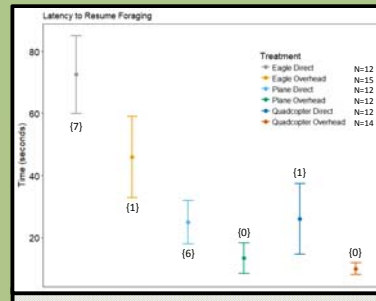 Latency to Resume Foraging
Time (seconds)
80
60
40
20
{7}
{1}
{6}
{0}
{1}
{0}
Treatment
Eagle Direct N=12
Eagle Overhead N=15
Plane Direct N=12
Plane Overhead N=12
Quadcopter Direct N=12
Quadcopter Overhead N=14